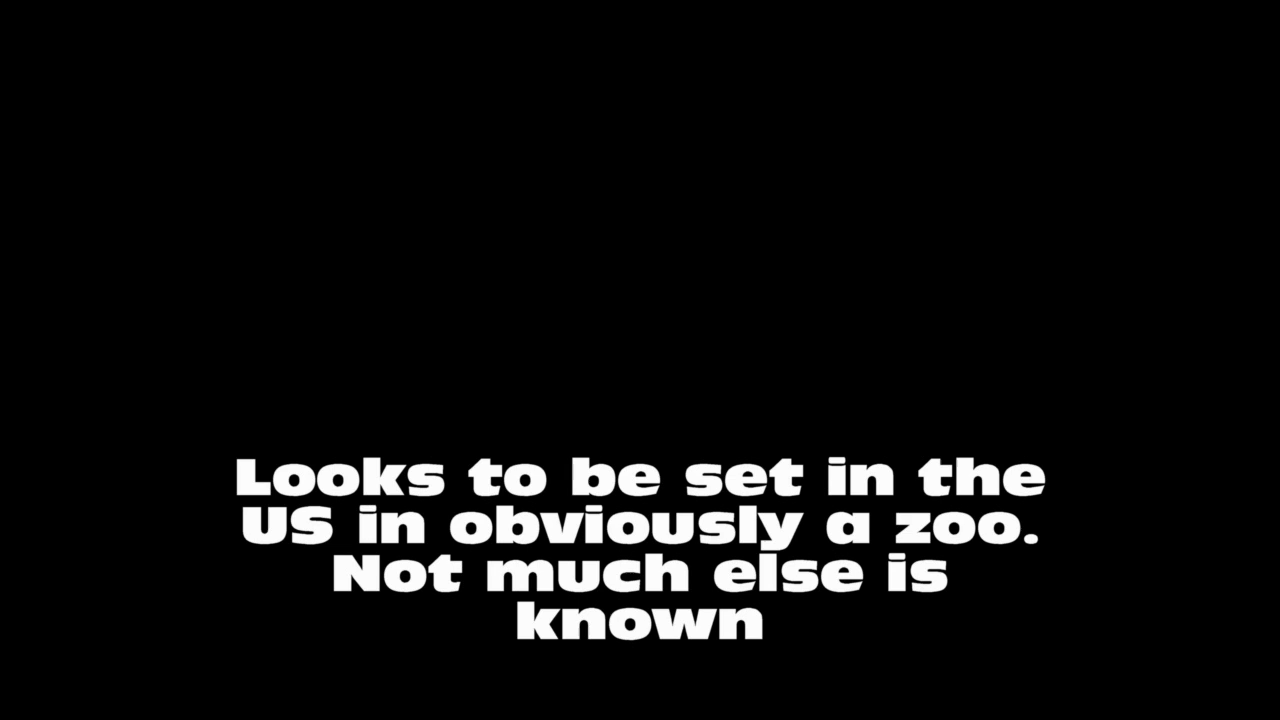 Looks to be set in the
US in obviously a zoo.
Not much else is
known